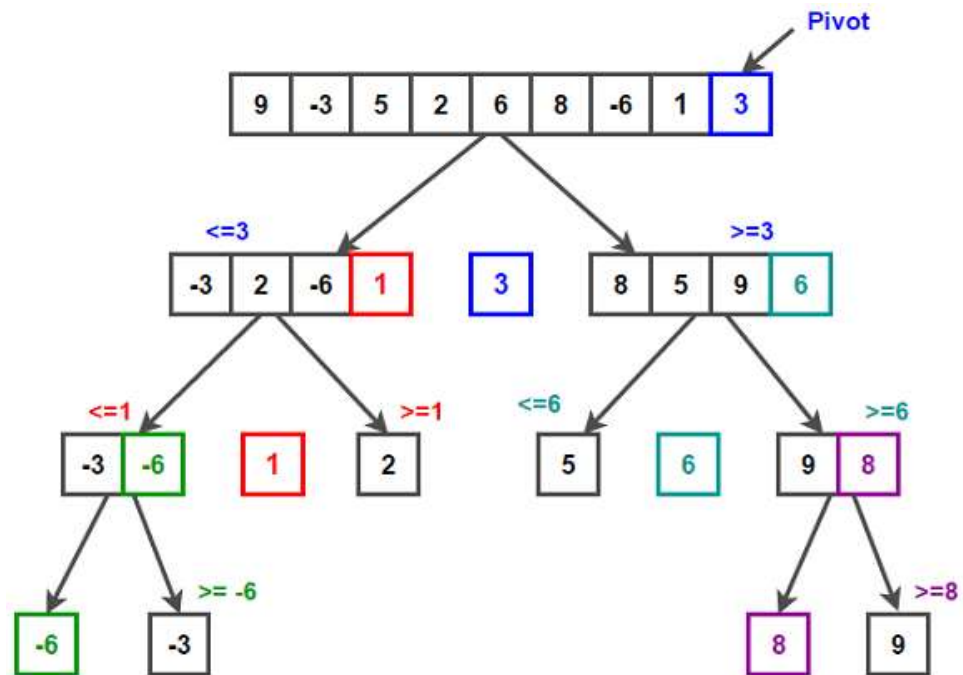 Pivot
9 -3 5 2 6 8 -6 1 3
<=3 >=3
-3 2 -6 1 3 8 5 9 6
<=1 >=1 <=6 >=6
-3 -6 1 2 5 6 9 8
>= -6 >=8
-6 -3 8 9